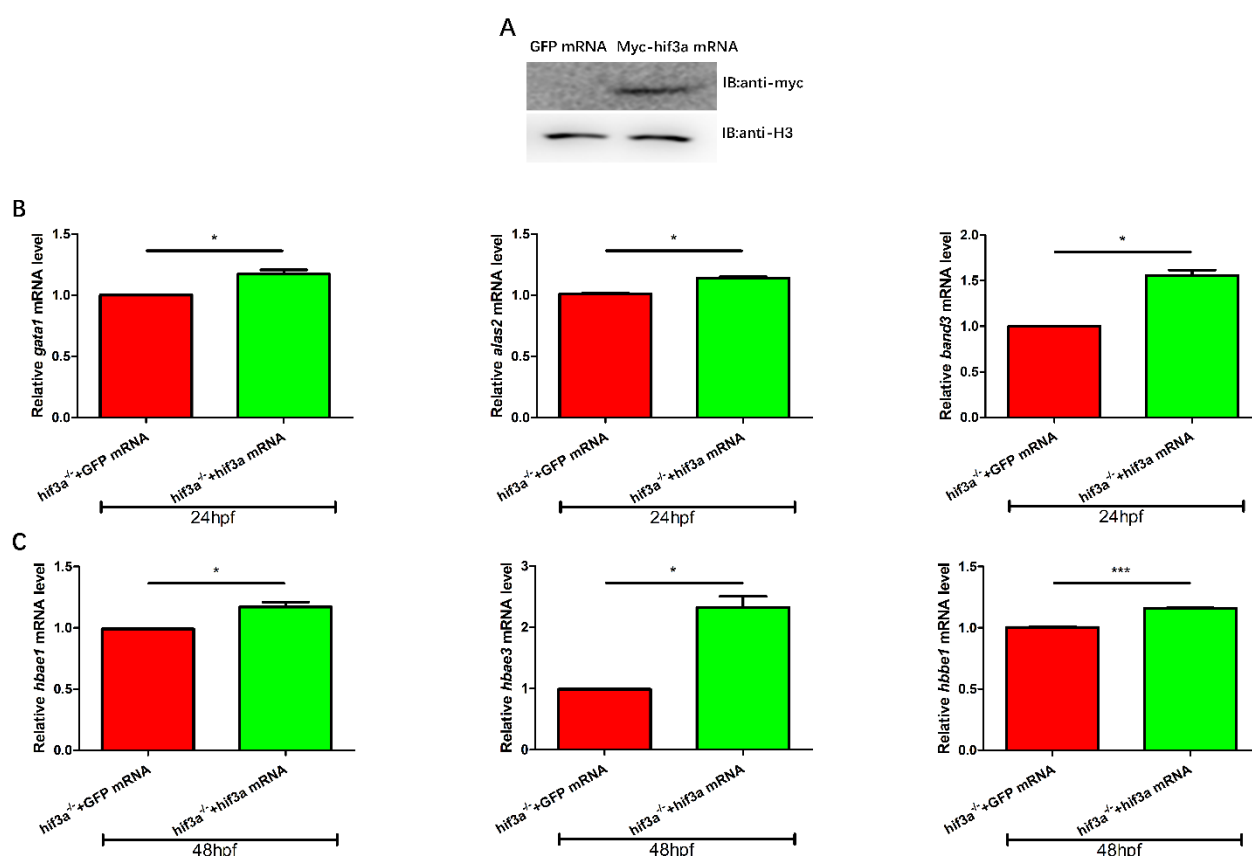 A
GFP mRNA Myc-hif3a mRNA
IB:anti-myc
IB:anti-H3
B
Relative gata1 mRNA level
1.5
1.0
0.5
0.0
*
hif3a-/-+GFP mRNA
hif3a-/-+hif3a mRNA
24hpf
Relative alas2 mRNA level
1.5
1.0
0.5
0.0
*
hif3a-/-+GFP mRNA
hif3a-/-+hif3a mRNA
24hpf
Relative band3 mRNA level
2.0
1.5
1.0
0.5
0.0
*
hif3a-/-+GFP mRNA
hif3a-/-+hif3a mRNA
24hpf
C
Relative hbae1 mRNA level
1.5
1.0
0.5
0.0
*
hif3a-/-+GFP mRNA
hif3a-/-+hif3a mRNA
48hpf
Relative hbae3 mRNA level
3
2
1
0
*
hif3a-/-+GFP mRNA
hif3a-/-+hif3a mRNA
48hpf
Relative hbbe1 mRNA level
1.5
1.0
0.5
0.0
***
hif3a-/-+GFP mRNA
hif3a-/-+hif3a mRNA
48hpf